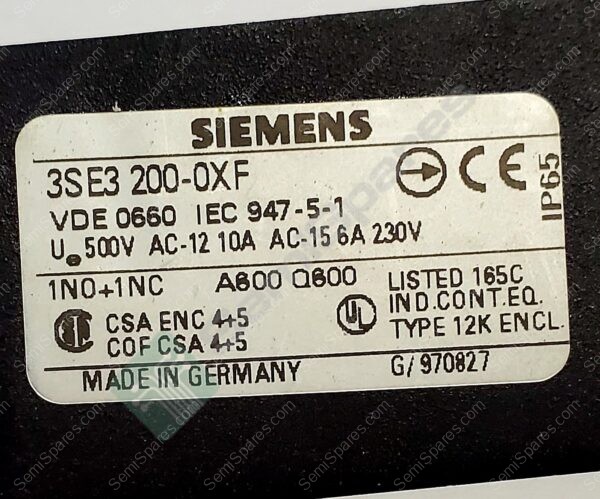 SIEMENS
3SE3 200-0XF
CE
IP65
VDE 0660 IEC 947-5-1
Ue 500V AC-12 10A AC-15 6A 230V
1NO+1NC A600 Q600 LISTED 165C
IND.CONT.EQ.
CSA ENC 4+5
UL
TYPE 12K ENCL.
COF CSA 4+5
MADE IN GERMANY G/970827
SemiSpares.com